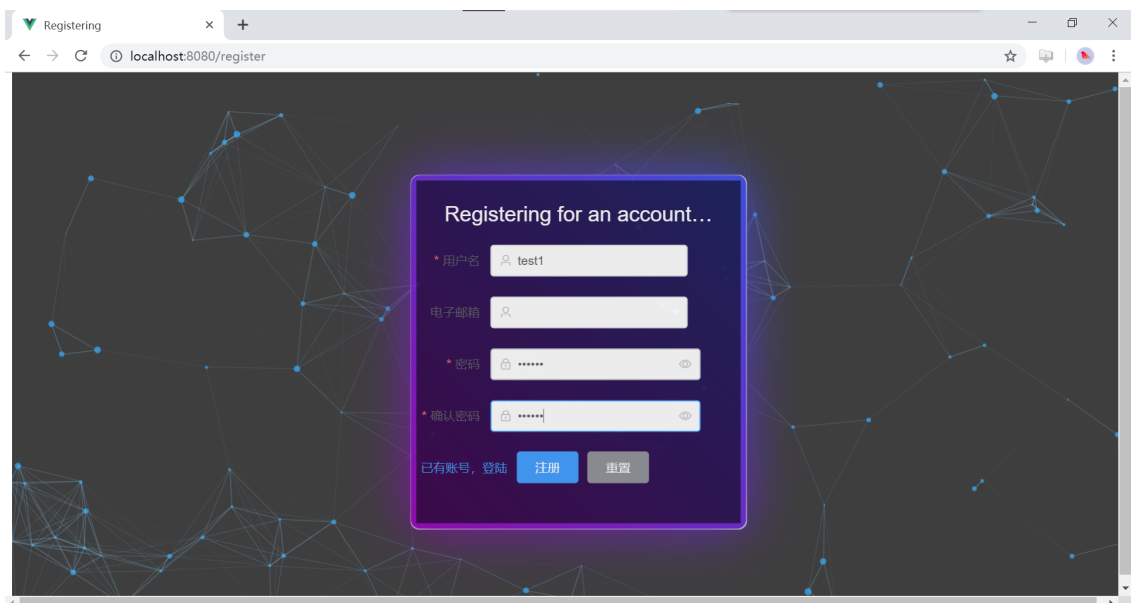 Registering
localhost:8080/register
Registering for an account...
* 用户名 test1
电子邮箱
* 密码 ••••••
* 确认密码 ••••••
已有账号，登陆 注册 重置